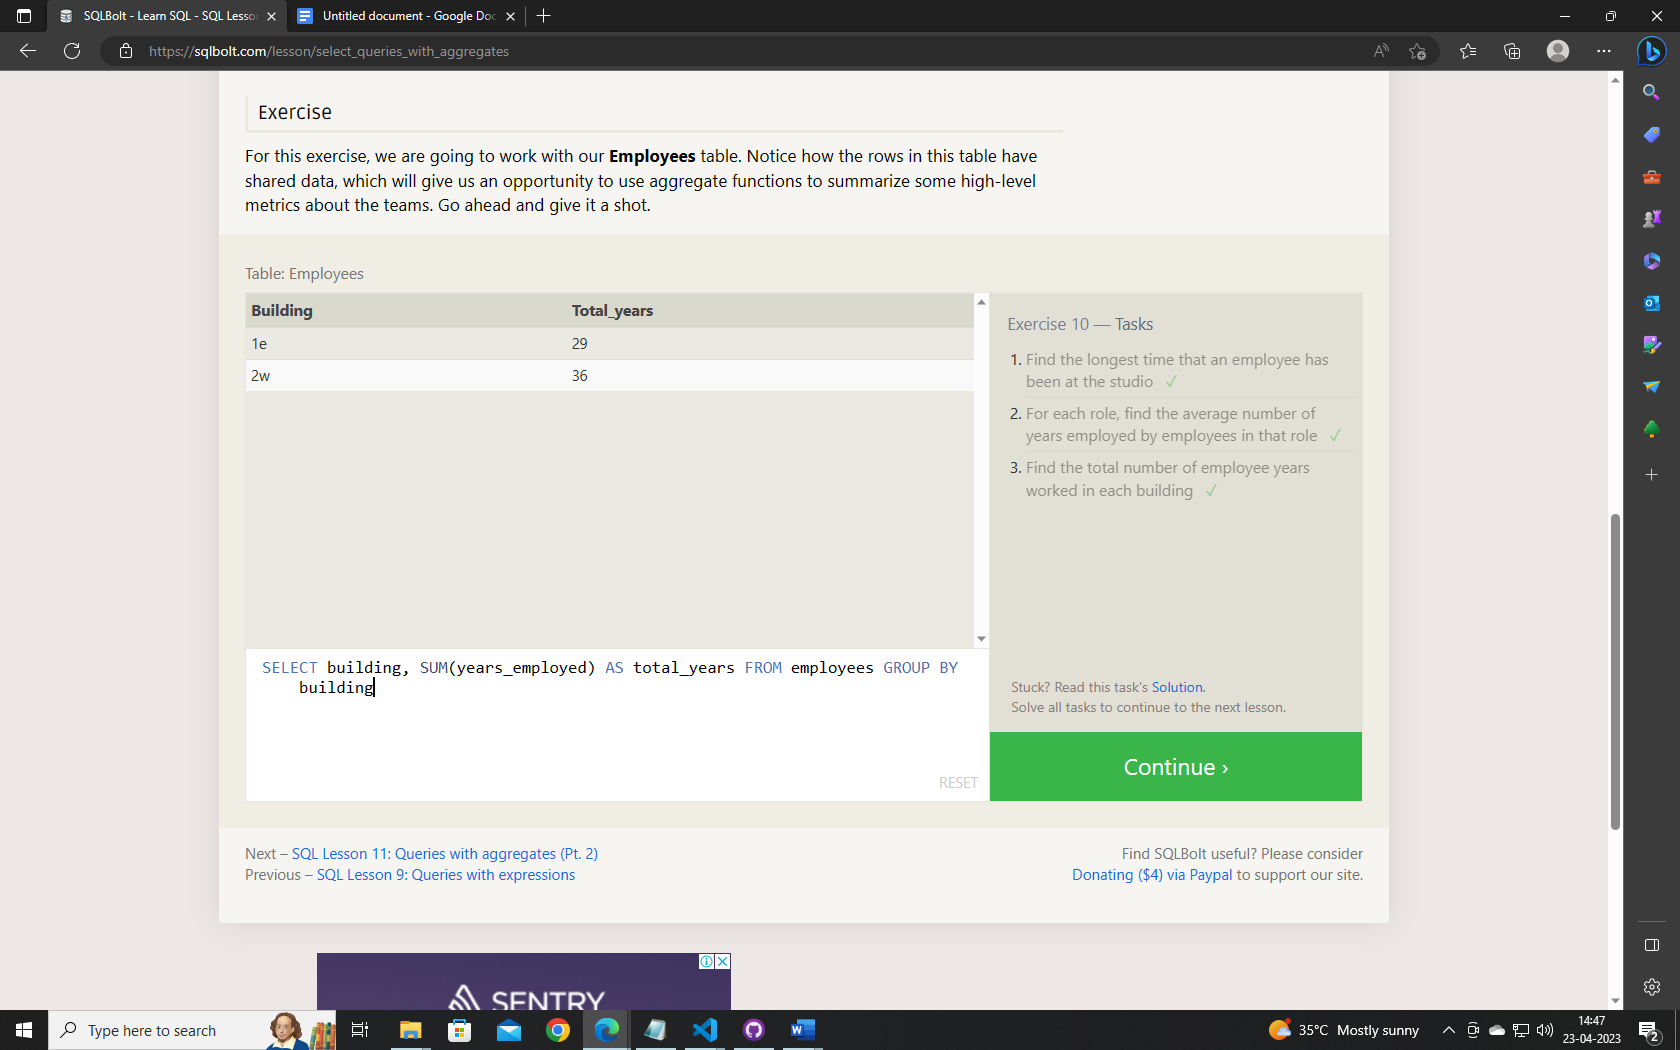 SQLBolt - Learn SQL - SQL Lesso
Untitled document - Google Doc
https://sqlbolt.com/lesson/select_queries_with_aggregates
Exercise
For this exercise, we are going to work with our Employees table. Notice how the rows in this table have
shared data, which will give us an opportunity to use aggregate functions to summarize some high-level
metrics about the teams. Go ahead and give it a shot.
Table: Employees
Building Total_years
1e 29
2w 36
SELECT building, SUM(years_employed) AS total_years FROM employees GROUP BY
building
RESET
Exercise 10 — Tasks
1. Find the longest time that an employee has
been at the studio ✓
2. For each role, find the average number of
years employed by employees in that role ✓
3. Find the total number of employee years
worked in each building ✓
Stuck? Read this task's Solution.
Solve all tasks to continue to the next lesson.
Continue ›
Next – SQL Lesson 11: Queries with aggregates (Pt. 2)
Previous – SQL Lesson 9: Queries with expressions
Find SQLBolt useful? Please consider
Donating ($4) via Paypal to support our site.
SENTRY
Type here to search
35°C Mostly sunny
14:47
23-04-2023
2